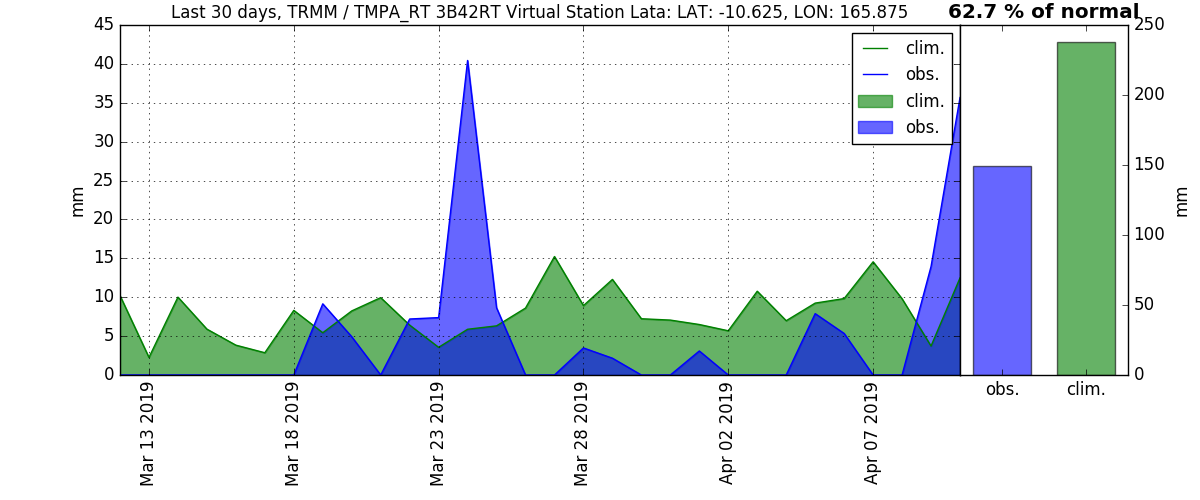 Last 30 days, TRMM / TMPA_RT 3B42RT Virtual Station Lata: LAT: -10.625, LON: 165.875
62.7 % of normal
45
40
35
30
25
20
15
10
5
0
mm
clim.
obs.
clim.
obs.
250
200
150
100
50
0
mm
Mar 13 2019
Mar 18 2019
Mar 23 2019
Mar 28 2019
Apr 02 2019
Apr 07 2019
obs.
clim.